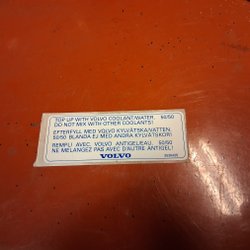 TOP UP WITH VOLVO COOLANT/WATER. 50/50
DO NOT MIX WITH OTHER COOLANTS!
EFTERFYLL MED VOLVO KYLVÄTSKA/VATTEN;
50/50 BLANDA EJ MED ANDRA KYLVÄTSKOR!
REMPLI AVEC VOLVO ANTIGEL/EAU. 50/50
NE MELANGEZ PAS AVEC D'AUTRE ANTIGEL!
VOLVO